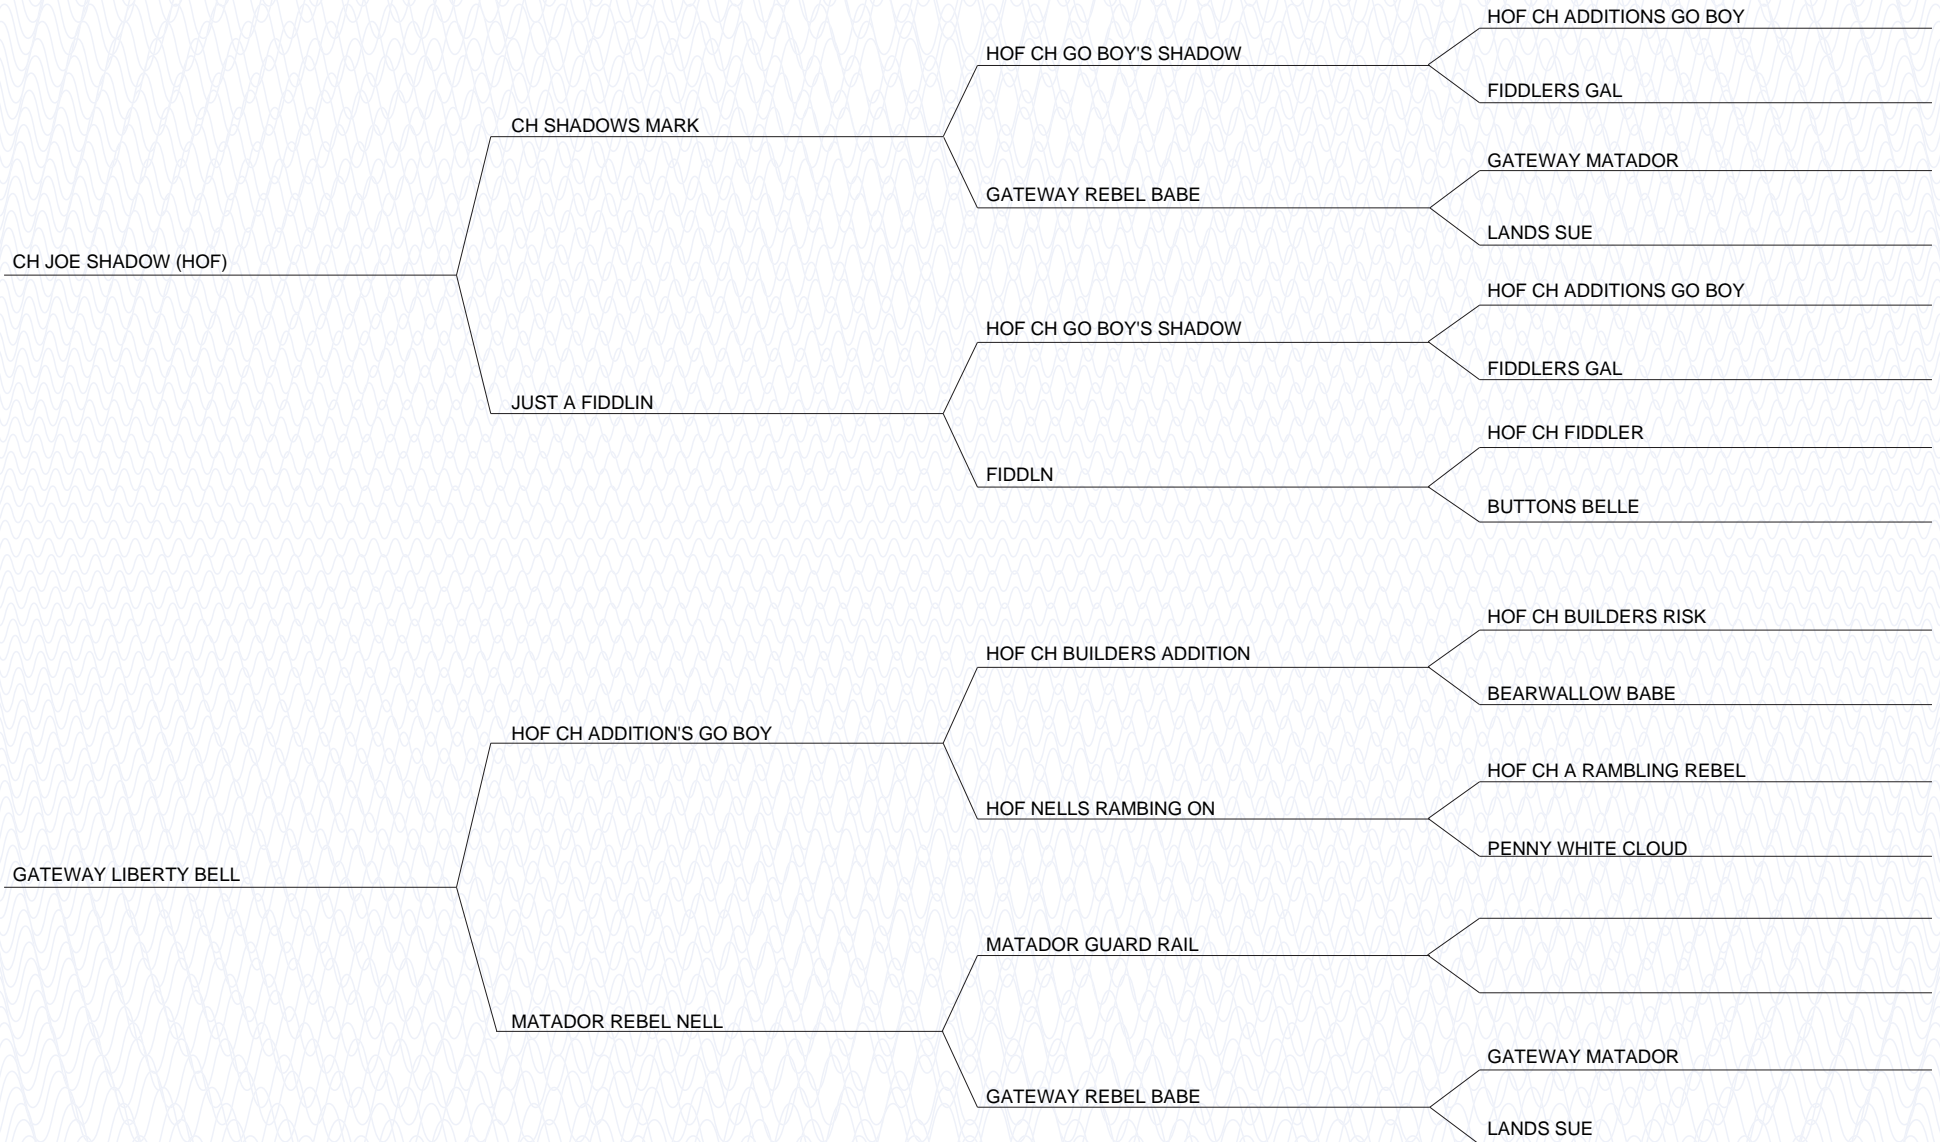 HOF CH ADDITIONS GO BOY
HOF CH GO BOY'S SHADOW
FIDDLERS GAL
CH SHADOWS MARK
GATEWAY MATADOR
GATEWAY REBEL BABE
LANDS SUE
CH JOE SHADOW (HOF)
HOF CH ADDITIONS GO BOY
HOF CH GO BOY'S SHADOW
FIDDLERS GAL
JUST A FIDDLIN
HOF CH FIDDLER
FIDDLN
BUTTONS BELLE
HOF CH BUILDERS RISK
HOF CH BUILDERS ADDITION
BEARWALLOW BABE
HOF CH ADDITION'S GO BOY
HOF CH A RAMBLING REBEL
HOF NELLS RAMBING ON
PENNY WHITE CLOUD
GATEWAY LIBERTY BELL
MATADOR GUARD RAIL
MATADOR REBEL NELL
GATEWAY MATADOR
GATEWAY REBEL BABE
LANDS SUE